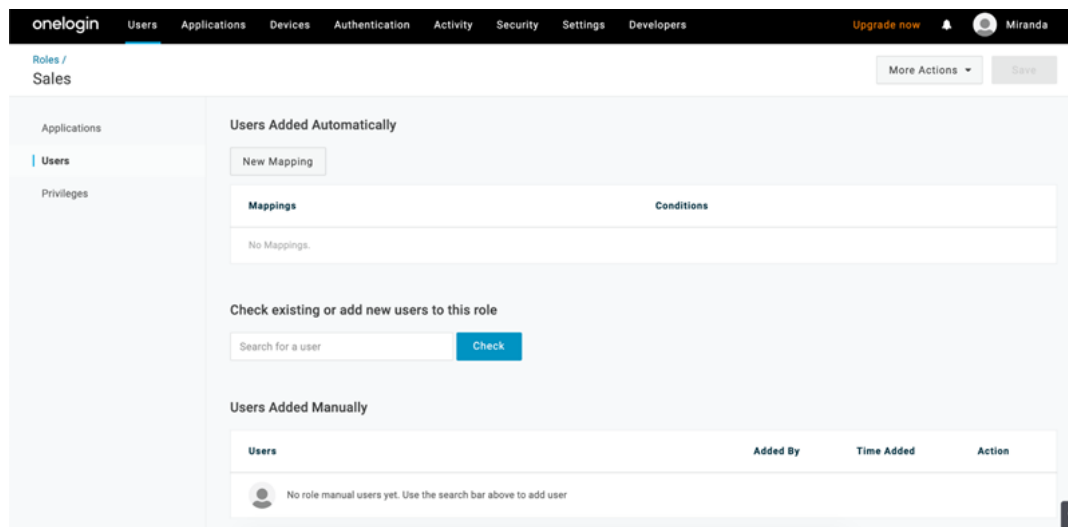 onelogin Users Applications Devices Authentication Activity Security Settings Developers Upgrade now Miranda
Roles /
Sales
More Actions Save
Applications
Users
Privileges
Users Added Automatically
New Mapping
Mappings Conditions
No Mappings.
Check existing or add new users to this role
Search for a user Check
Users Added Manually
Users Added By Time Added Action
No role manual users yet. Use the search bar above to add user